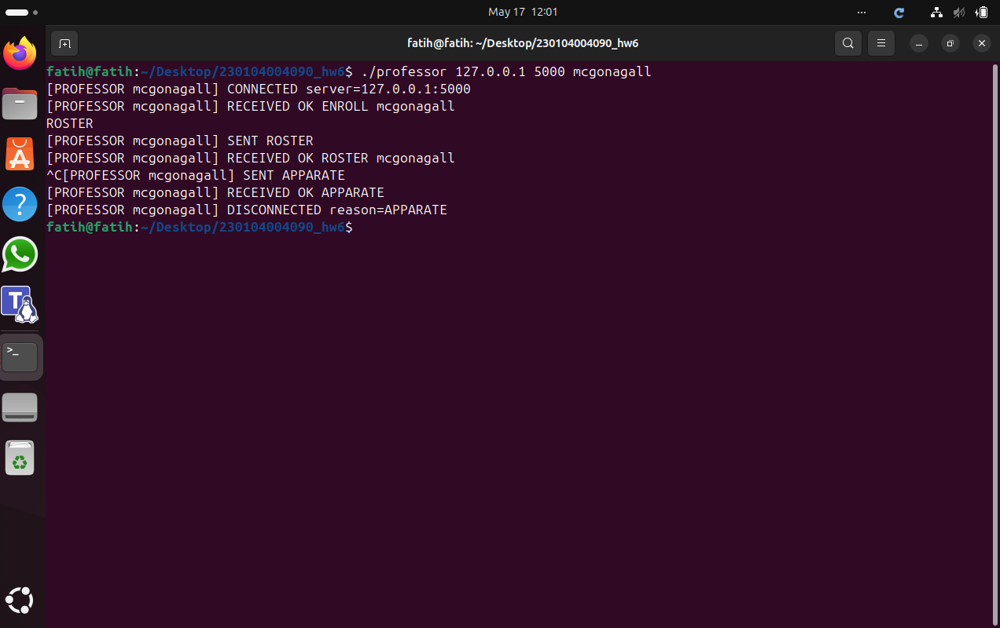 May 17 12:01
fatih@fatih: ~/Desktop/230104004090_hw6
fatih@fatih:~/Desktop/230104004090_hw6$ ./professor 127.0.0.1 5000 mcgonagall
[PROFESSOR mcgonagall] CONNECTED server=127.0.0.1:5000
[PROFESSOR mcgonagall] RECEIVED OK ENROLL mcgonagall
ROSTER
[PROFESSOR mcgonagall] SENT ROSTER
[PROFESSOR mcgonagall] RECEIVED OK ROSTER mcgonagall
^C[PROFESSOR mcgonagall] SENT APPARATE
[PROFESSOR mcgonagall] RECEIVED OK APPARATE
[PROFESSOR mcgonagall] DISCONNECTED reason=APPARATE
fatih@fatih:~/Desktop/230104004090_hw6$